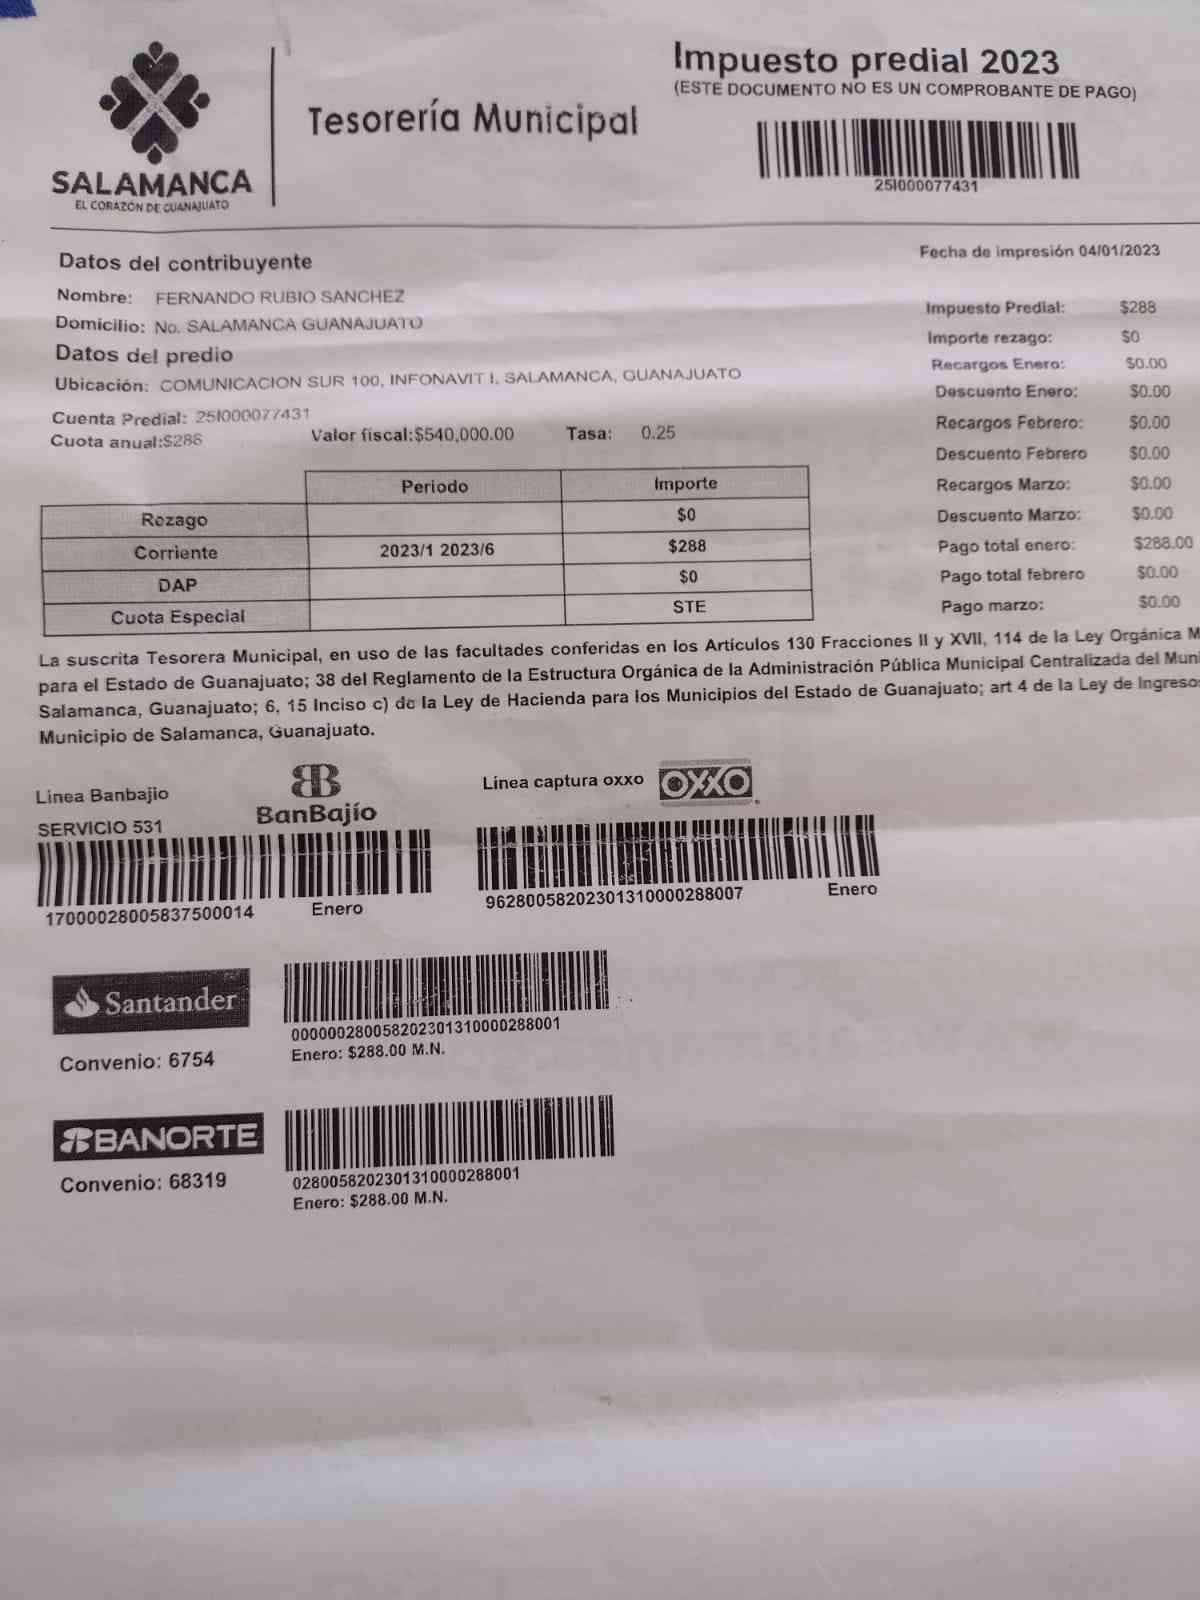 SALAMANCA
EL CORAZÓN DE GUANAJUATO
Tesorería Municipal
Impuesto predial 2023
(ESTE DOCUMENTO NO ES UN COMPROBANTE DE PAGO)
25I000077431
Fecha de impresión 04/01/2023
Datos del contribuyente
Nombre: FERNANDO RUBIO SANCHEZ
Domicilio: No. SALAMANCA GUANAJUATO
Datos del predio
Ubicación: COMUNICACION SUR 100, INFONAVIT I, SALAMANCA, GUANAJUATO
Cuenta Predial: 25I000077431
Cuota anual:$288 Valor fiscal:$540,000.00 Tasa: 0.25
Impuesto Predial: $288
Importe rezago: $0
Recargos Enero: $0.00
Descuento Enero: $0.00
Recargos Febrero: $0.00
Descuento Febrero $0.00
Recargos Marzo: $0.00
Descuento Marzo: $0.00
Pago total enero: $288.00
Pago total febrero $0.00
Pago marzo: $0.00
Periodo Importe
Rezago $0
Corriente 2023/1 2023/6 $288
DAP $0
Cuota Especial STE
La suscrita Tesorera Municipal, en uso de las facultades conferidas en los Artículos 130 Fracciones II y XVII, 114 de la Ley Orgánica M
para el Estado de Guanajuato; 38 del Reglamento de la Estructura Orgánica de la Administración Pública Municipal Centralizada del Muni
Salamanca, Guanajuato; 6, 15 Inciso c) de la Ley de Hacienda para los Municipios del Estado de Guanajuato; art 4 de la Ley de Ingresos
Municipio de Salamanca, Guanajuato.
Linea Banbajio
BanBajío
SERVICIO 531
17000028005837500014 Enero
Linea captura oxxo OXXO
96280058202301310000288007 Enero
Santander
Convenio: 6754
00000028005820230131000028​8001
Enero: $288.00 M.N.
BANORTE
Convenio: 68319
0280058202301310000288001
Enero: $288.00 M.N.